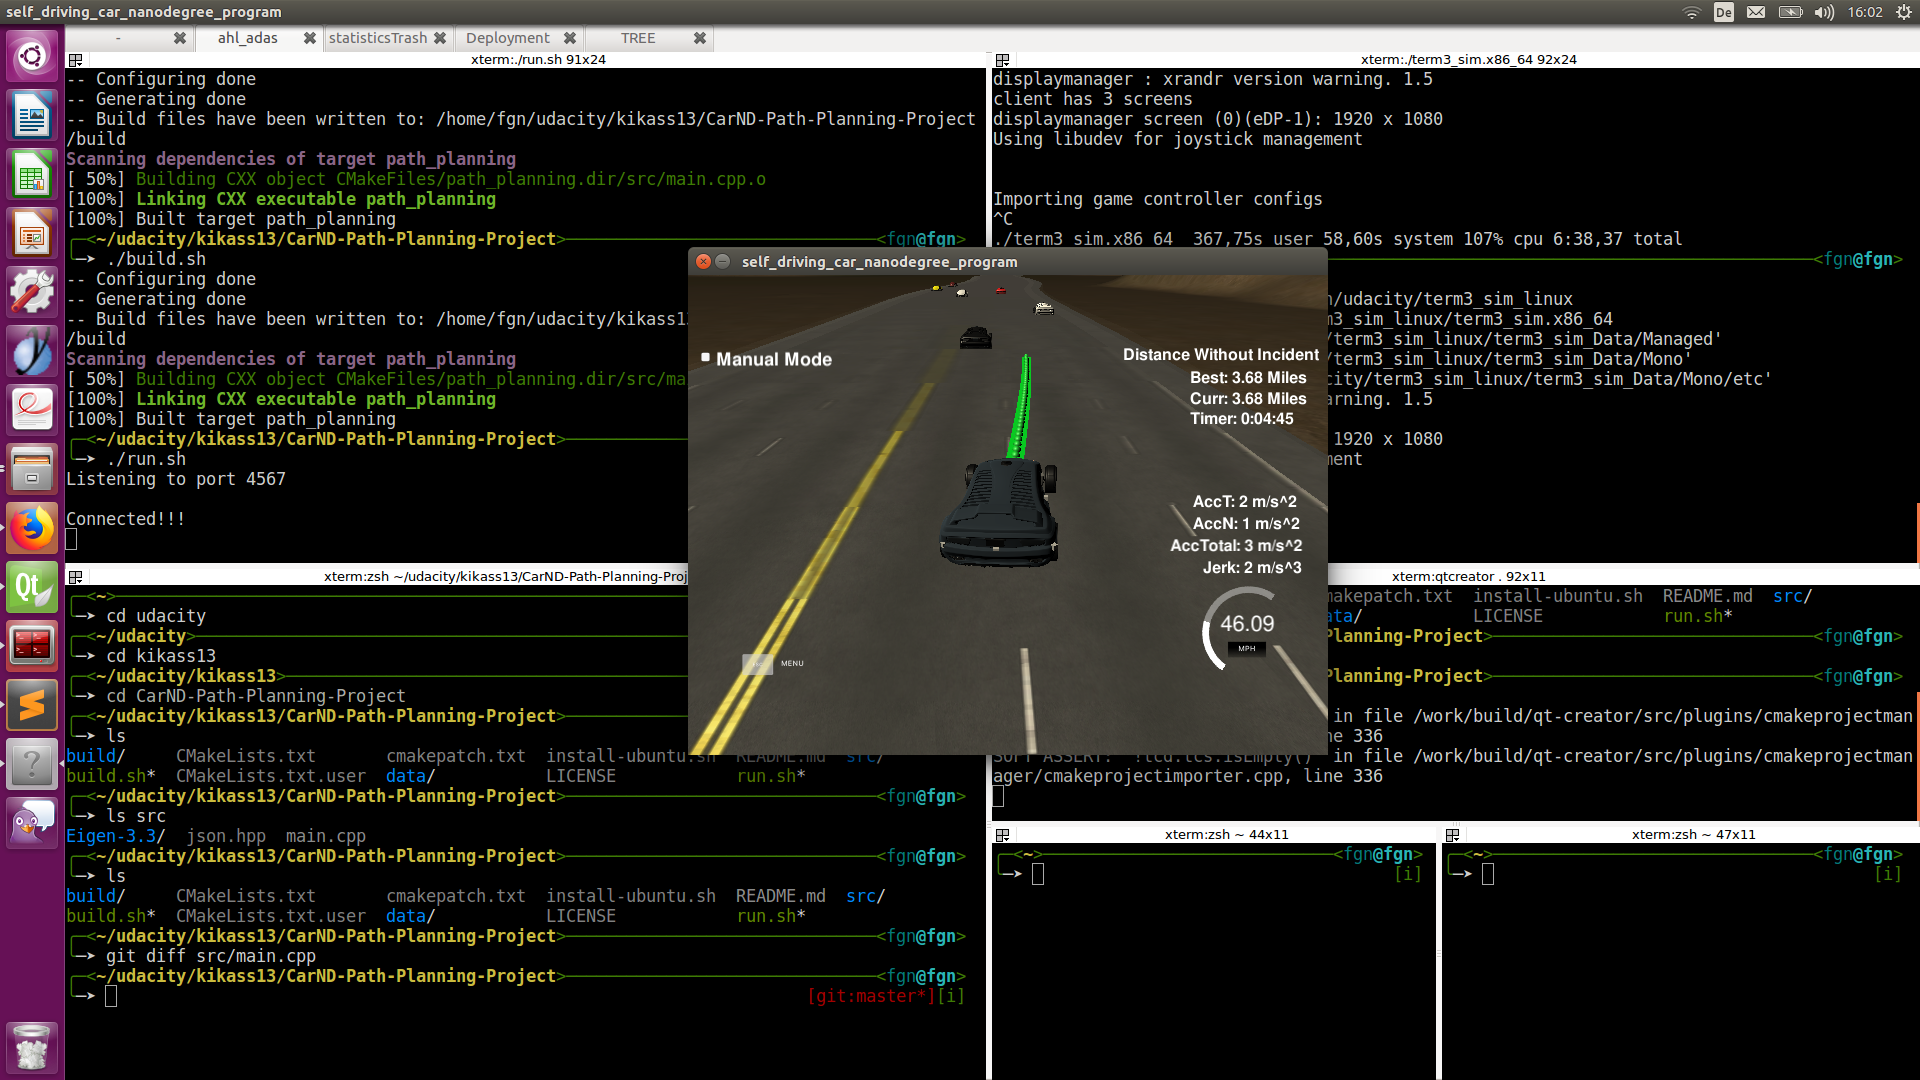 self_driving_car_nanodegree_program
De
16:02
-
ahl_adas
statisticsTrash
Deployment
TREE
xterm:./run.sh 91x24
-- Configuring done
-- Generating done
-- Build files have been written to: /home/fgn/udacity/kikass13/CarND-Path-Planning-Project
/build
Scanning dependencies of target path_planning
[ 50%] Building CXX object CMakeFiles/path_planning.dir/src/main.cpp.o
[100%] Linking CXX executable path_planning
[100%] Built target path_planning
<~/udacity/kikass13/CarND-Path-Planning-Project> <fgn@fgn>
./build.sh
-- Configuring done
-- Generating done
-- Build files have been written to: /home/fgn/udacity/kikass1
/build
Scanning dependencies of target path_planning
[ 50%] Building CXX object CMakeFiles/path_planning.dir/src/ma
[100%] Linking CXX executable path_planning
[100%] Built target path_planning
<~/udacity/kikass13/CarND-Path-Planning-Project>
./run.sh
Listening to port 4567
Connected!!!
xterm:./term3_sim.x86_64 92x24
displaymanager : xrandr version warning. 1.5
client has 3 screens
displaymanager screen (0)(eDP-1): 1920 x 1080
Using libudev for joystick management
Importing game controller configs
^C
./term3_sim.x86_64  367,75s user 58,60s system 107% cpu 6:38,37 total
<fgn@fgn>
/udacity/term3_sim_linux
3_sim_linux/term3_sim.x86_64
/term3_sim_linux/term3_sim_Data/Managed'
/term3_sim_linux/term3_sim_Data/Mono'
city/term3_sim_linux/term3_sim_Data/Mono/etc'
arning. 1.5
1920 x 1080
ment
self_driving_car_nanodegree_program
Manual Mode
Distance Without Incident
Best: 3.68 Miles
Curr: 3.68 Miles
Timer: 0:04:45
AccT: 2 m/s^2
AccN: 1 m/s^2
AccTotal: 3 m/s^2
Jerk: 2 m/s^3
46.09
MPH
MENU
xterm:zsh ~/udacity/kikass13/CarND-Path-Planning-Proj
<~>
cd udacity
<~/udacity>
cd kikass13
<~/udacity/kikass13>
cd CarND-Path-Planning-Project
<~/udacity/kikass13/CarND-Path-Planning-Project>
ls
build/     CMakeLists.txt       cmakepatch.txt  install-ubuntu.sh  README.md  src/
build.sh*  CMakeLists.txt.user  data/           LICENSE            run.sh*
<~/udacity/kikass13/CarND-Path-Planning-Project> <fgn@fgn>
ls src
Eigen-3.3/  json.hpp  main.cpp
<~/udacity/kikass13/CarND-Path-Planning-Project> <fgn@fgn>
ls
build/     CMakeLists.txt       cmakepatch.txt  install-ubuntu.sh  README.md  src/
build.sh*  CMakeLists.txt.user  data/           LICENSE            run.sh*
<~/udacity/kikass13/CarND-Path-Planning-Project> <fgn@fgn>
git diff src/main.cpp
<~/udacity/kikass13/CarND-Path-Planning-Project> <fgn@fgn>
[git:master*][i]
xterm:qtcreator . 92x11
makepatch.txt  install-ubuntu.sh  README.md  src/
ata/           LICENSE            run.sh*
Planning-Project> <fgn@fgn>
Planning-Project> <fgn@fgn>
in file /work/build/qt-creator/src/plugins/cmakeprojectman
ne 336
SOFT ASSERT: "!tcd.tcs.isEmpty()" in file /work/build/qt-creator/src/plugins/cmakeprojectman
ager/cmakeprojectimporter.cpp, line 336
xterm:zsh ~ 44x11
<~> <fgn@fgn>
[i]
xterm:zsh ~ 47x11
<~> <fgn@fgn>
[i]